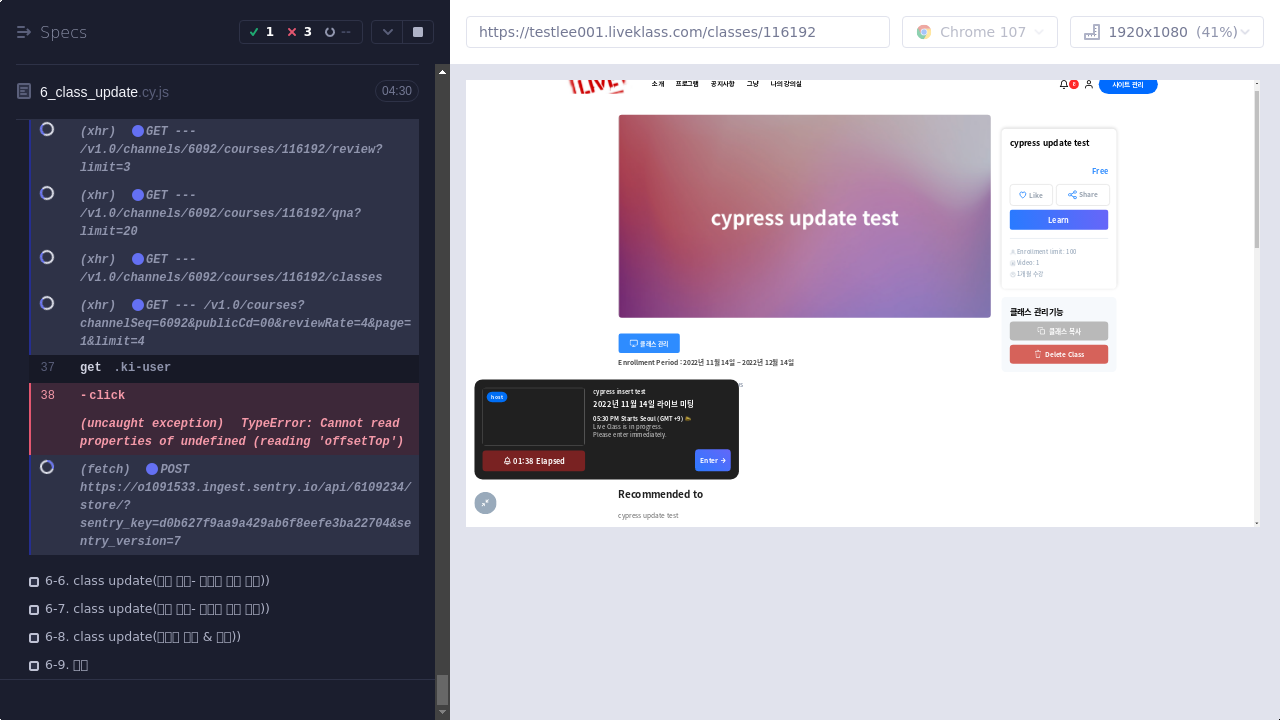 Specs
1
3
--
6_class_update.cy.js
04:30
(xhr) GET ---
/v1.0/channels/6092/courses/116192/review?
limit=3
(xhr) GET ---
/v1.0/channels/6092/courses/116192/qna?
limit=20
(xhr) GET ---
/v1.0/channels/6092/courses/116192/classes
(xhr) GET --- /v1.0/courses?
channelSeq=6092&publicCd=00&reviewRate=4&page=
1&limit=4
37 get .ki-user
38 -click
(uncaught exception) TypeError: Cannot read
properties of undefined (reading 'offsetTop')
(fetch) POST
https://o1091533.ingest.sentry.io/api/6109234/
store/?
sentry_key=d0b627f9aa9a429ab6f8eefe3ba22704&se
ntry_version=7
6-6. class update(
6-7. class update(
6-8. class update(
6-9.
https://testlee001.liveklass.com/classes/116192
Chrome 107
1920x1080 (41%)
LIVE
소개 프로그램 공지사항 그냥 나의 강의실
사이트 관리
cypress update test
클래스 관리
Enrollment Period : 2022년 11월 14일 ~ 2022년 12월 14일
cypress update test
Free
Like
Share
Learn
Enrollment limit: 100
Video: 1
1개월 수강
클래스 관리기능
클래스 복사
Delete Class
host
cypress insert test
2022년 11월 14일 라이브 미팅
05:30 PM Starts Seoul (GMT +9)
Live Class is in progress.
Please enter immediately.
01:38 Elapsed
Enter →
Recommended to
cypress update test